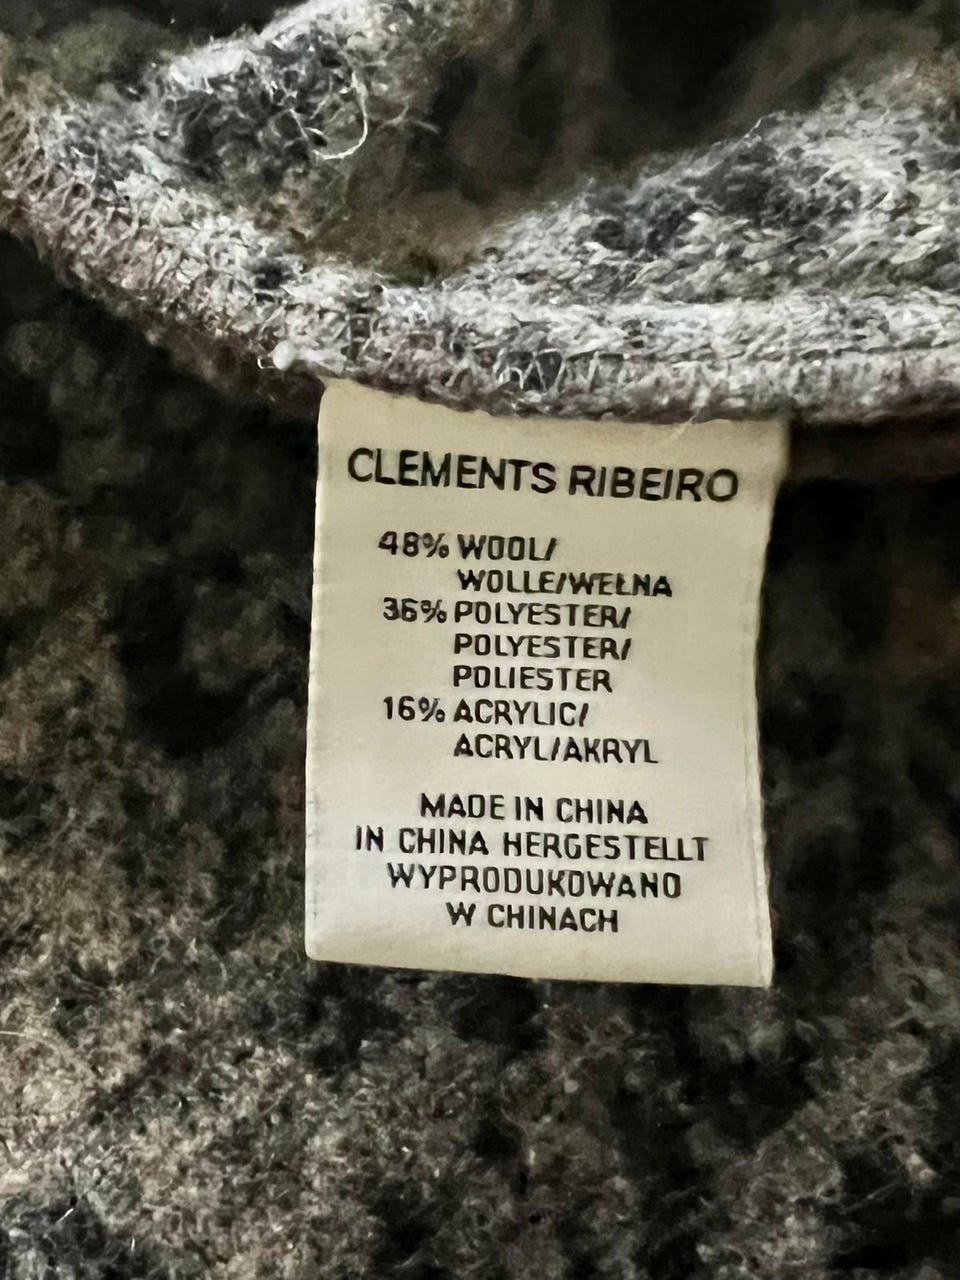 CLEMENTS RIBEIRO
48% WOOL/
WOLLE/WEŁNA
36% POLYESTER/
POLYESTER/
POLIESTER
16% ACRYLIC/
ACRYL/AKRYL
MADE IN CHINA
IN CHINA HERGESTELLT
WYPRODUKOWANO
W CHINACH